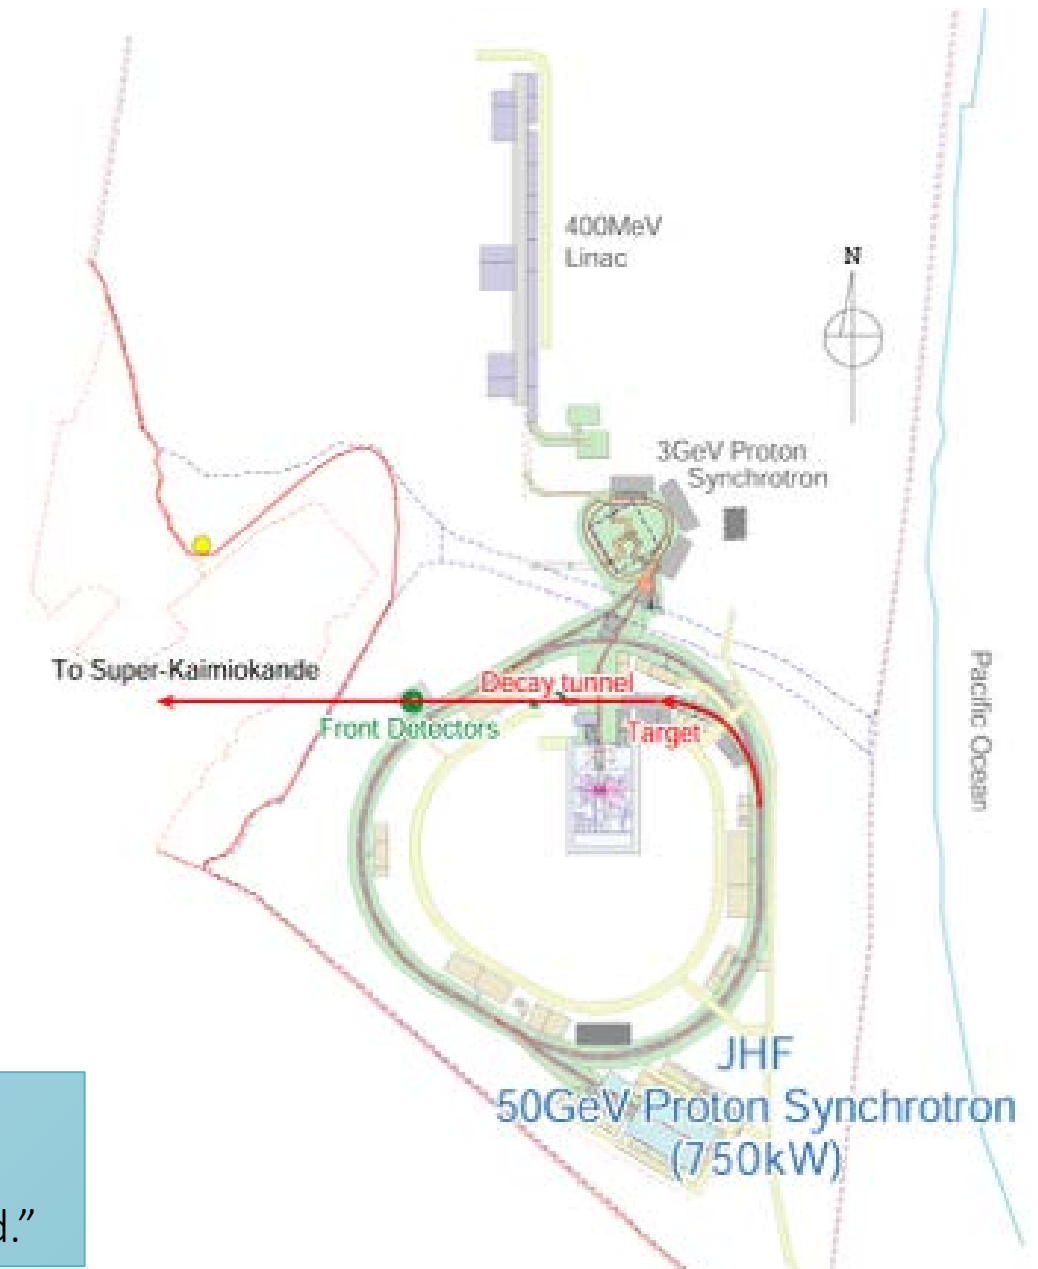 400MeV
Linac
N
3GeV Proton
Synchrotron
To Super-Kaimiokande
Decay tunnel
Front Detectors
Target
Pacific Ocean
JHF
50GeV Proton Synchrotron
(750kW)
d.”